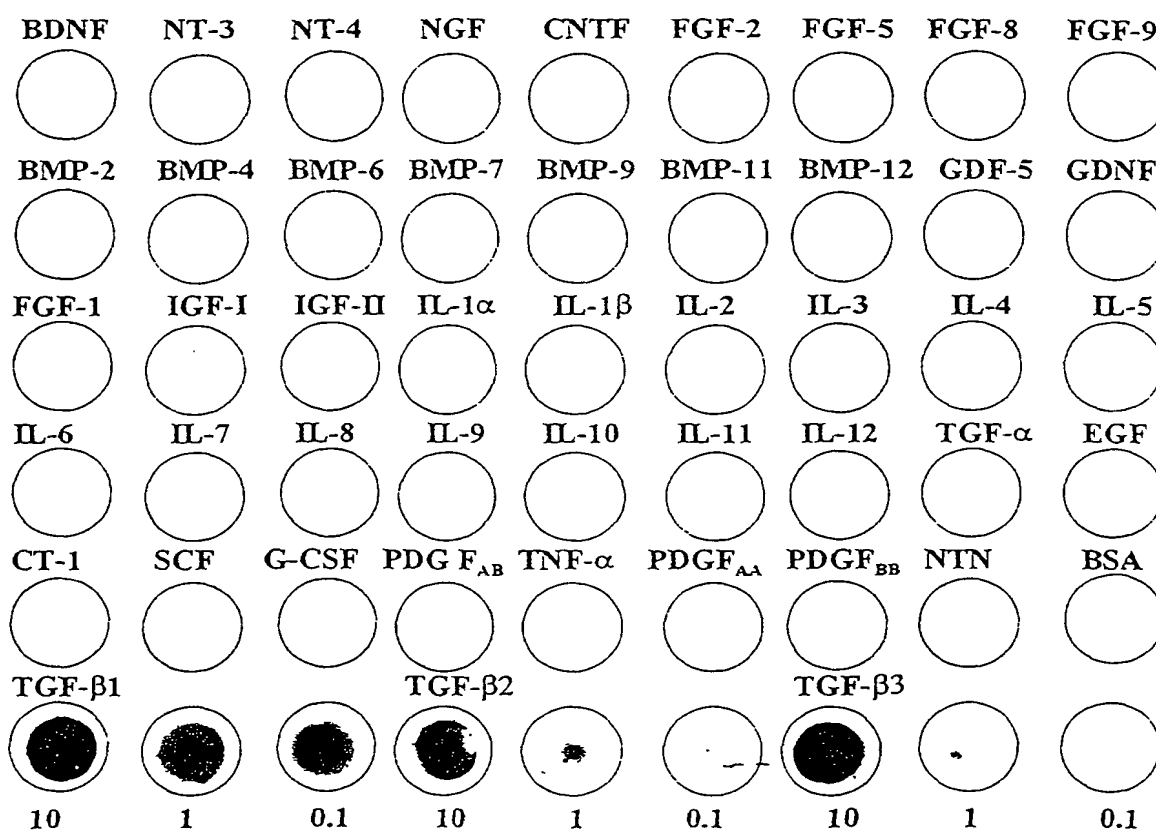 BDNF NT-3 NT-4 NGF CNTF FGF-2 FGF-5 FGF-8 FGF-9
BMP-2 BMP-4 BMP-6 BMP-7 BMP-9 BMP-11 BMP-12 GDF-5 GDNF
FGF-1 IGF-I IGF-II IL-1α IL-1β IL-2 IL-3 IL-4 IL-5
IL-6 IL-7 IL-8 IL-9 IL-10 IL-11 IL-12 TGF-α EGF
CT-1 SCF G-CSF PDG F_AB TNF-α PDGF_AA PDGF_BB NTN BSA
TGF-β1 TGF-β2 TGF-β3
10 1 0.1 10 1 0.1 10 1 0.1